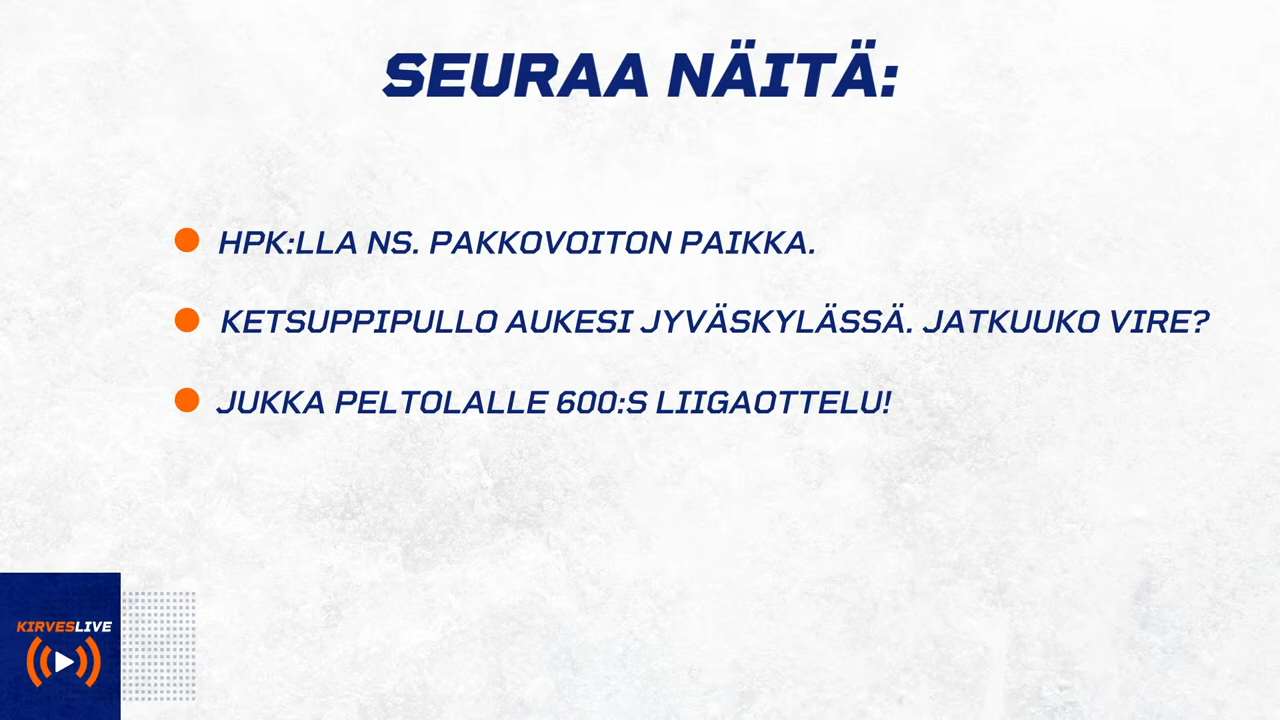 SEURAA NÄITÄ:
HPK:LLA NS. PAKKOVOITON PAIKKA.
KETSUPPIPULLO AUKESI JYVÄSKYLÄSSÄ. JATKUUKO VIRE?
JUKKA PELTOLALLE 600:S LIIGAOTTELU!
KIRVESLIVE